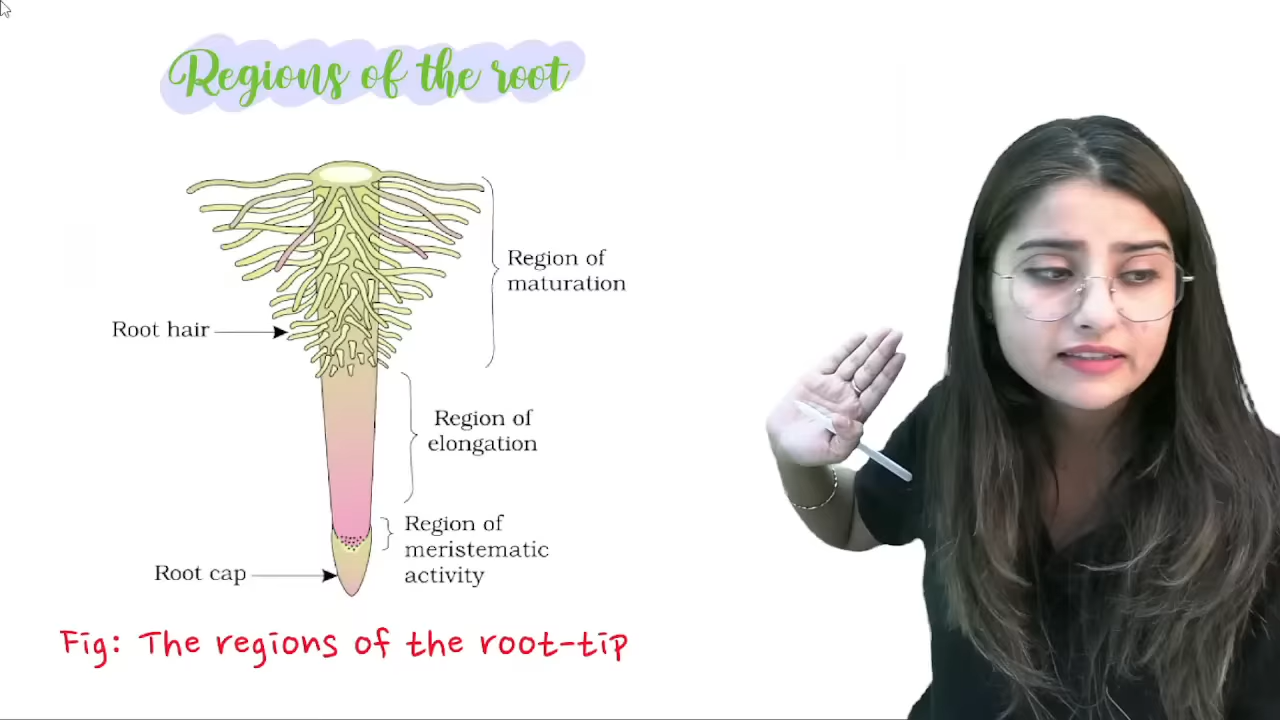 Regions of the root
Region of
maturation
Root hair
Region of
elongation
Region of
meristematic
activity
Root cap
Fig: The regions of the root-tip